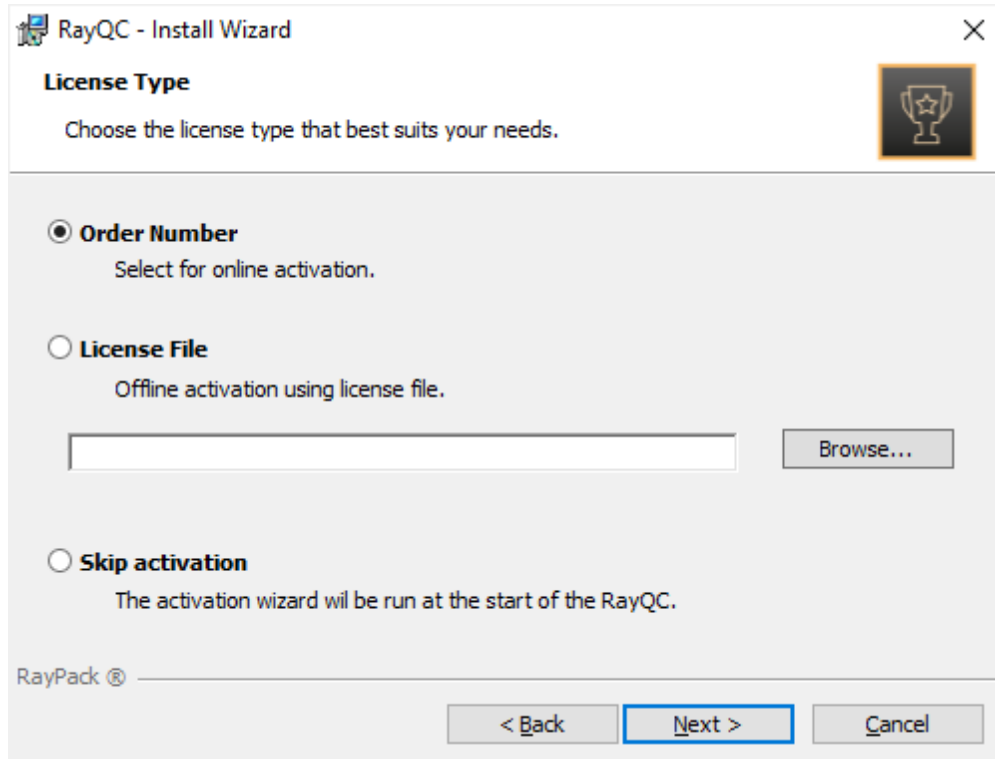 RayQC - Install Wizard
License Type
Choose the license type that best suits your needs.
Order Number
Select for online activation.
License File
Offline activation using license file.
Browse...
Skip activation
The activation wizard wil be run at the start of the RayQC.
RayPack ®
< Back Next > Cancel